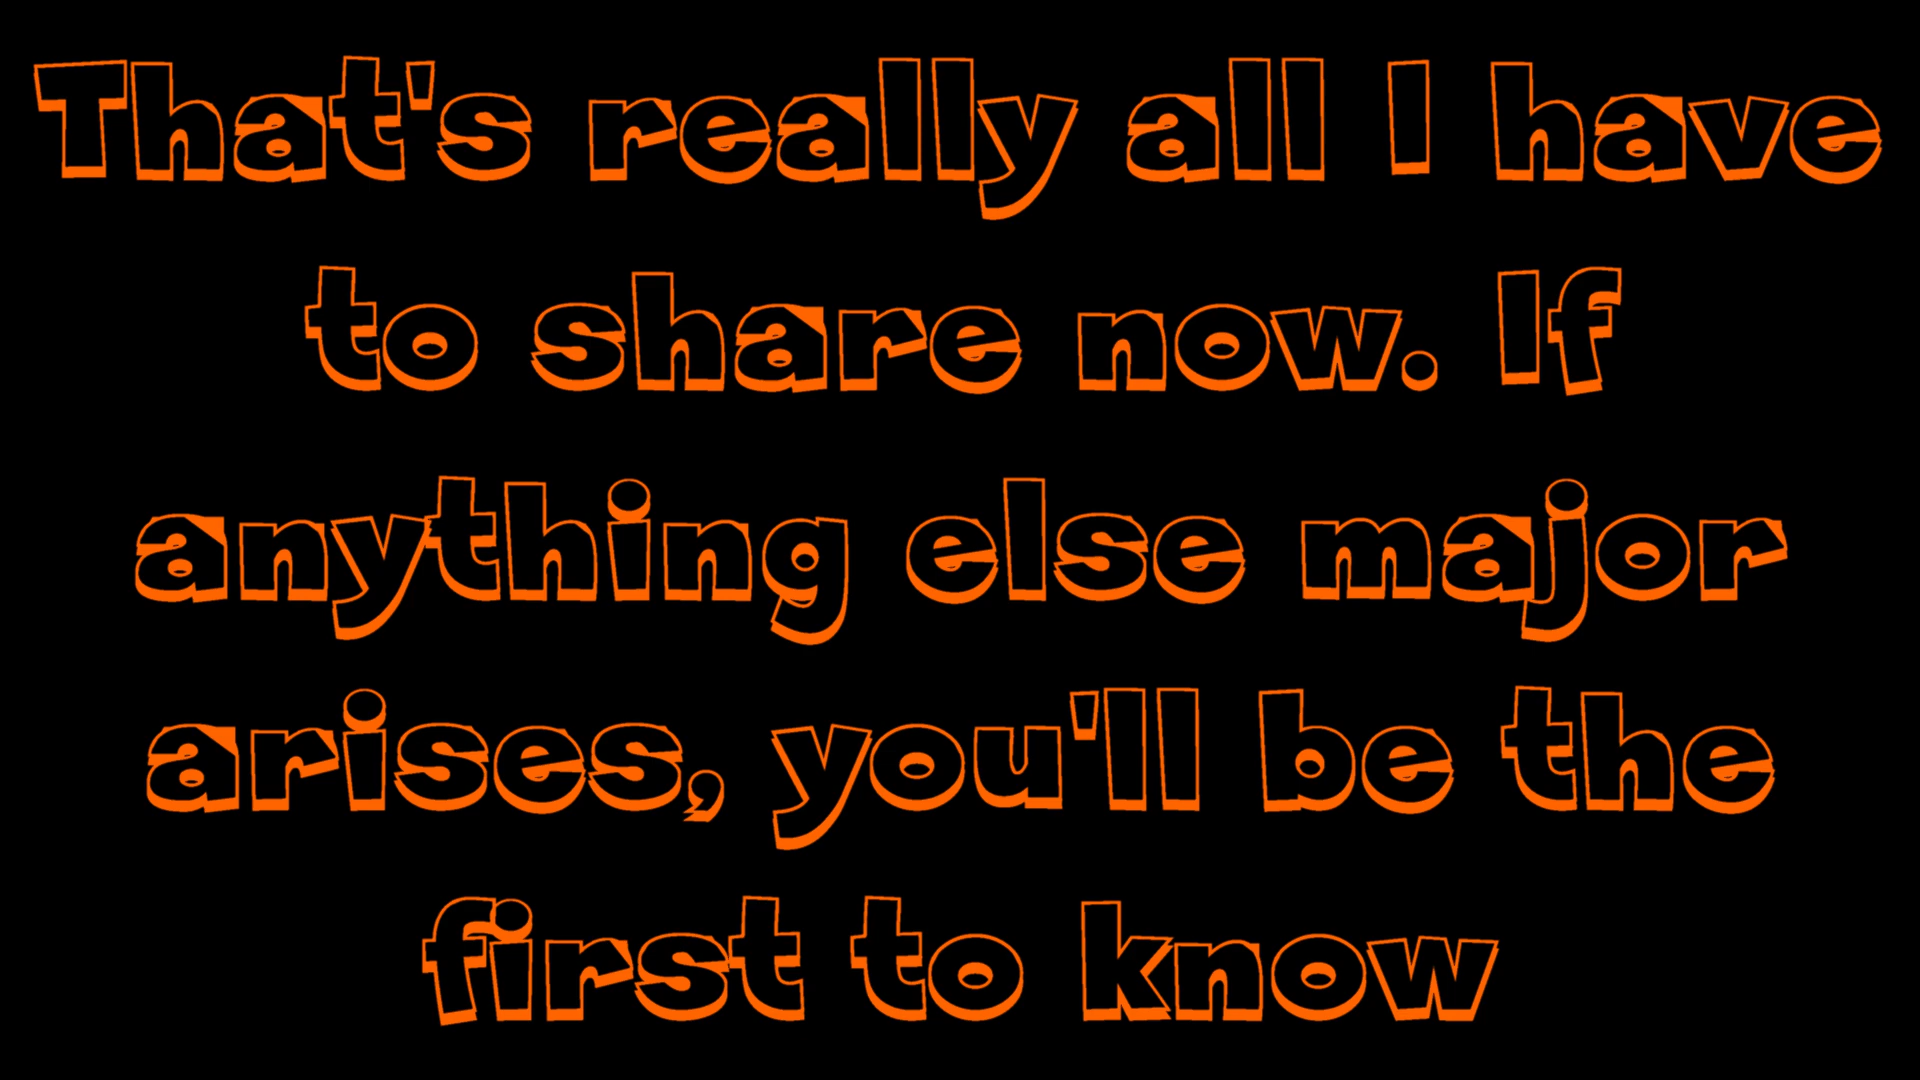 That's really all I have
to share now. If
anything else major
arises, you'll be the
first to know